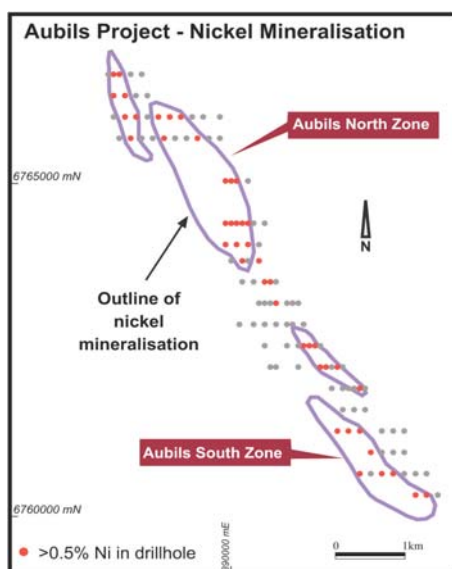 Aubils Project - Nickel Mineralisation
Aubils North Zone
6765000 mN
N
Outline of
nickel
mineralisation
Aubils South Zone
6760000 mN
>0.5% Ni in drillhole
1km